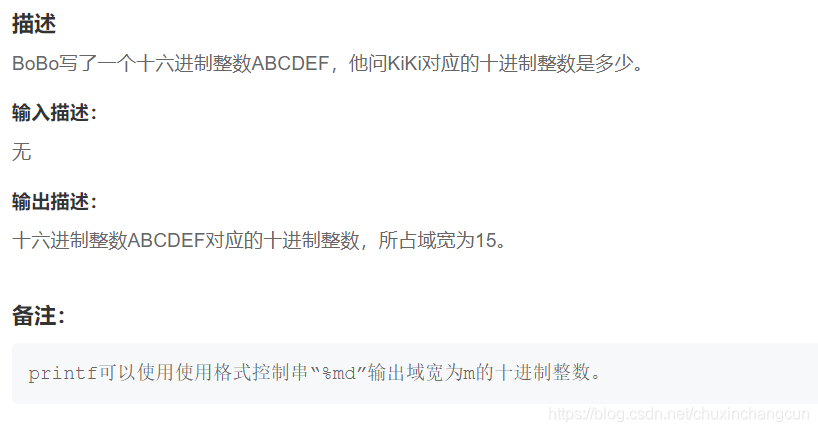 描述
BoBo写了一个十六进制整数ABCDEF，他问KiKi对应的十进制整数是多少。
输入描述：
无
输出描述：
十六进制整数ABCDEF对应的十进制整数，所占域宽为15。
备注：
printf可以使用使用格式控制串“%md”输出域宽为m的十进制整数。
https://blog.csdn.net/chuxinchangcun